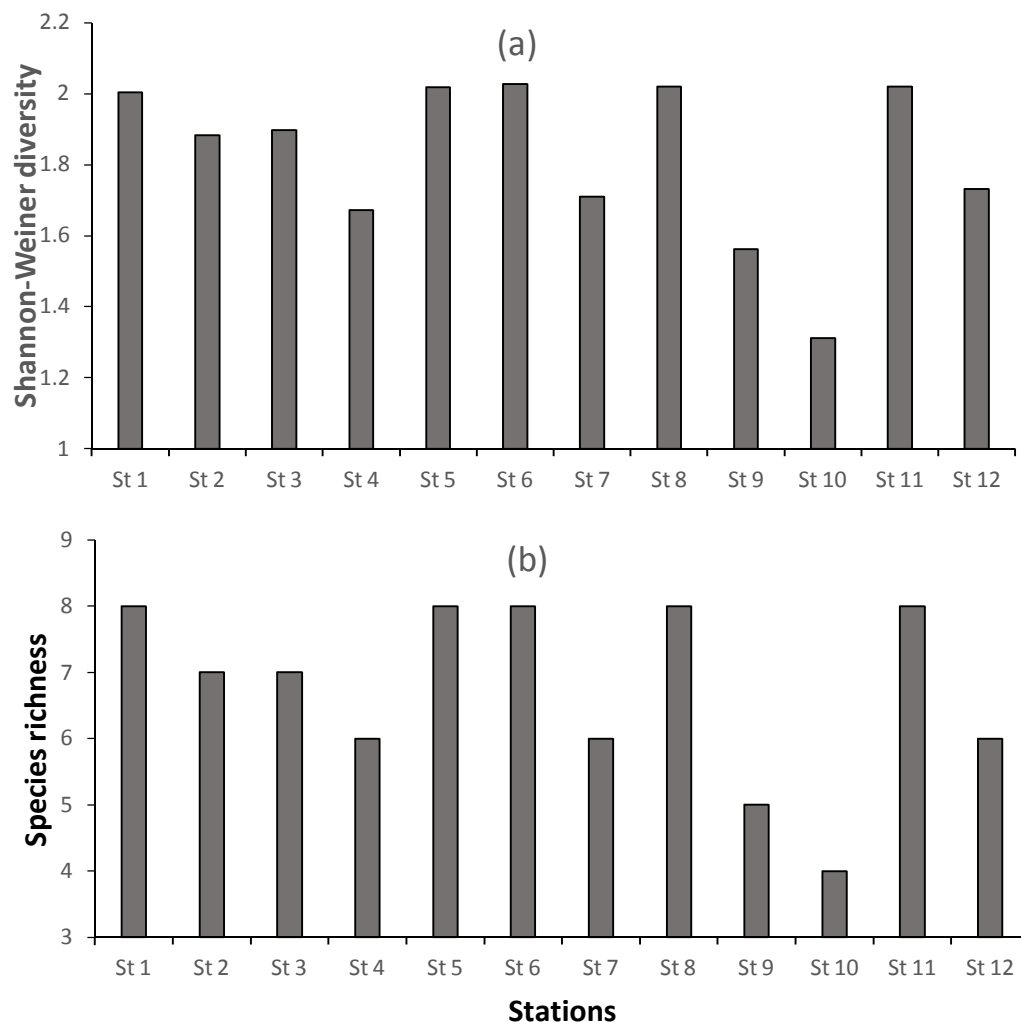 (a)
Shannon-Weiner diversity
2.2
2
1.8
1.6
1.4
1.2
1
St 1 St 2 St 3 St 4 St 5 St 6 St 7 St 8 St 9 St 10 St 11 St 12
(b)
Species richness
9
8
7
6
5
4
3
St 1 St 2 St 3 St 4 St 5 St 6 St 7 St 8 St 9 St 10 St 11 St 12
Stations